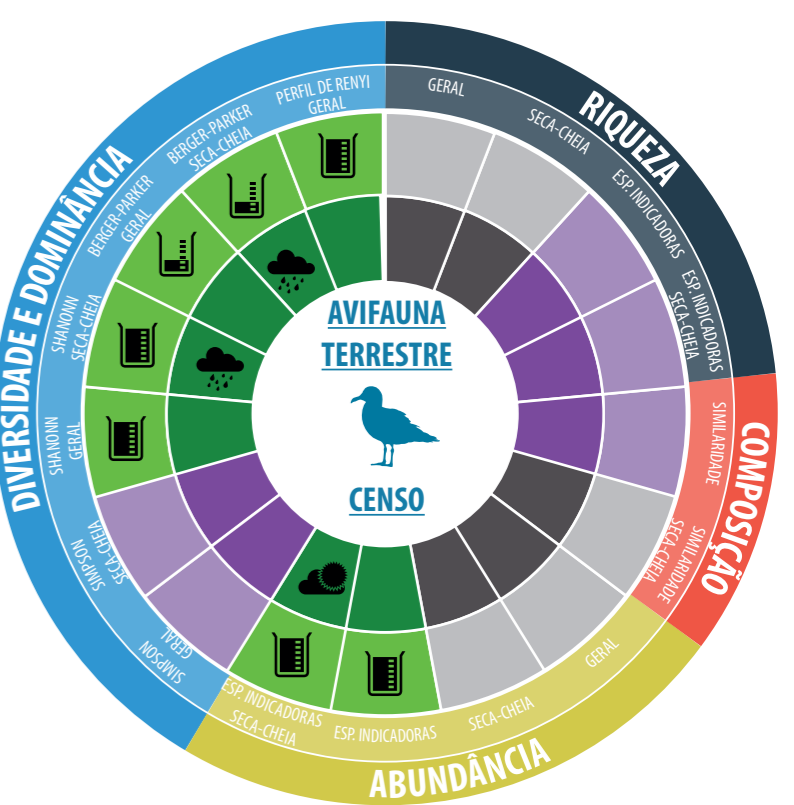 AVIFAUNA
TERRESTRE
CENSO
RIQUEZA
GERAL
SECA-CHEIA
ESP. INDICADORAS
ESP. INDICADORAS
SECA-CHEIA
COMPOSIÇÃO
SIMILARIDADE
SIMILARIDADE
SECA-CHEIA
ABUNDÂNCIA
GERAL
SECA-CHEIA
ESP. INDICADORAS
ESP. INDICADORAS
SECA-CHEIA
DIVERSIDADE E DOMINÂNCIA
SIMPSON
GERAL
SIMPSON
SECA-CHEIA
SHANONN
GERAL
SHANONN
SECA-CHEIA
BERGER-PARKER
GERAL
BERGER-PARKER
SECA-CHEIA
PERFIL DE RENYI
GERAL